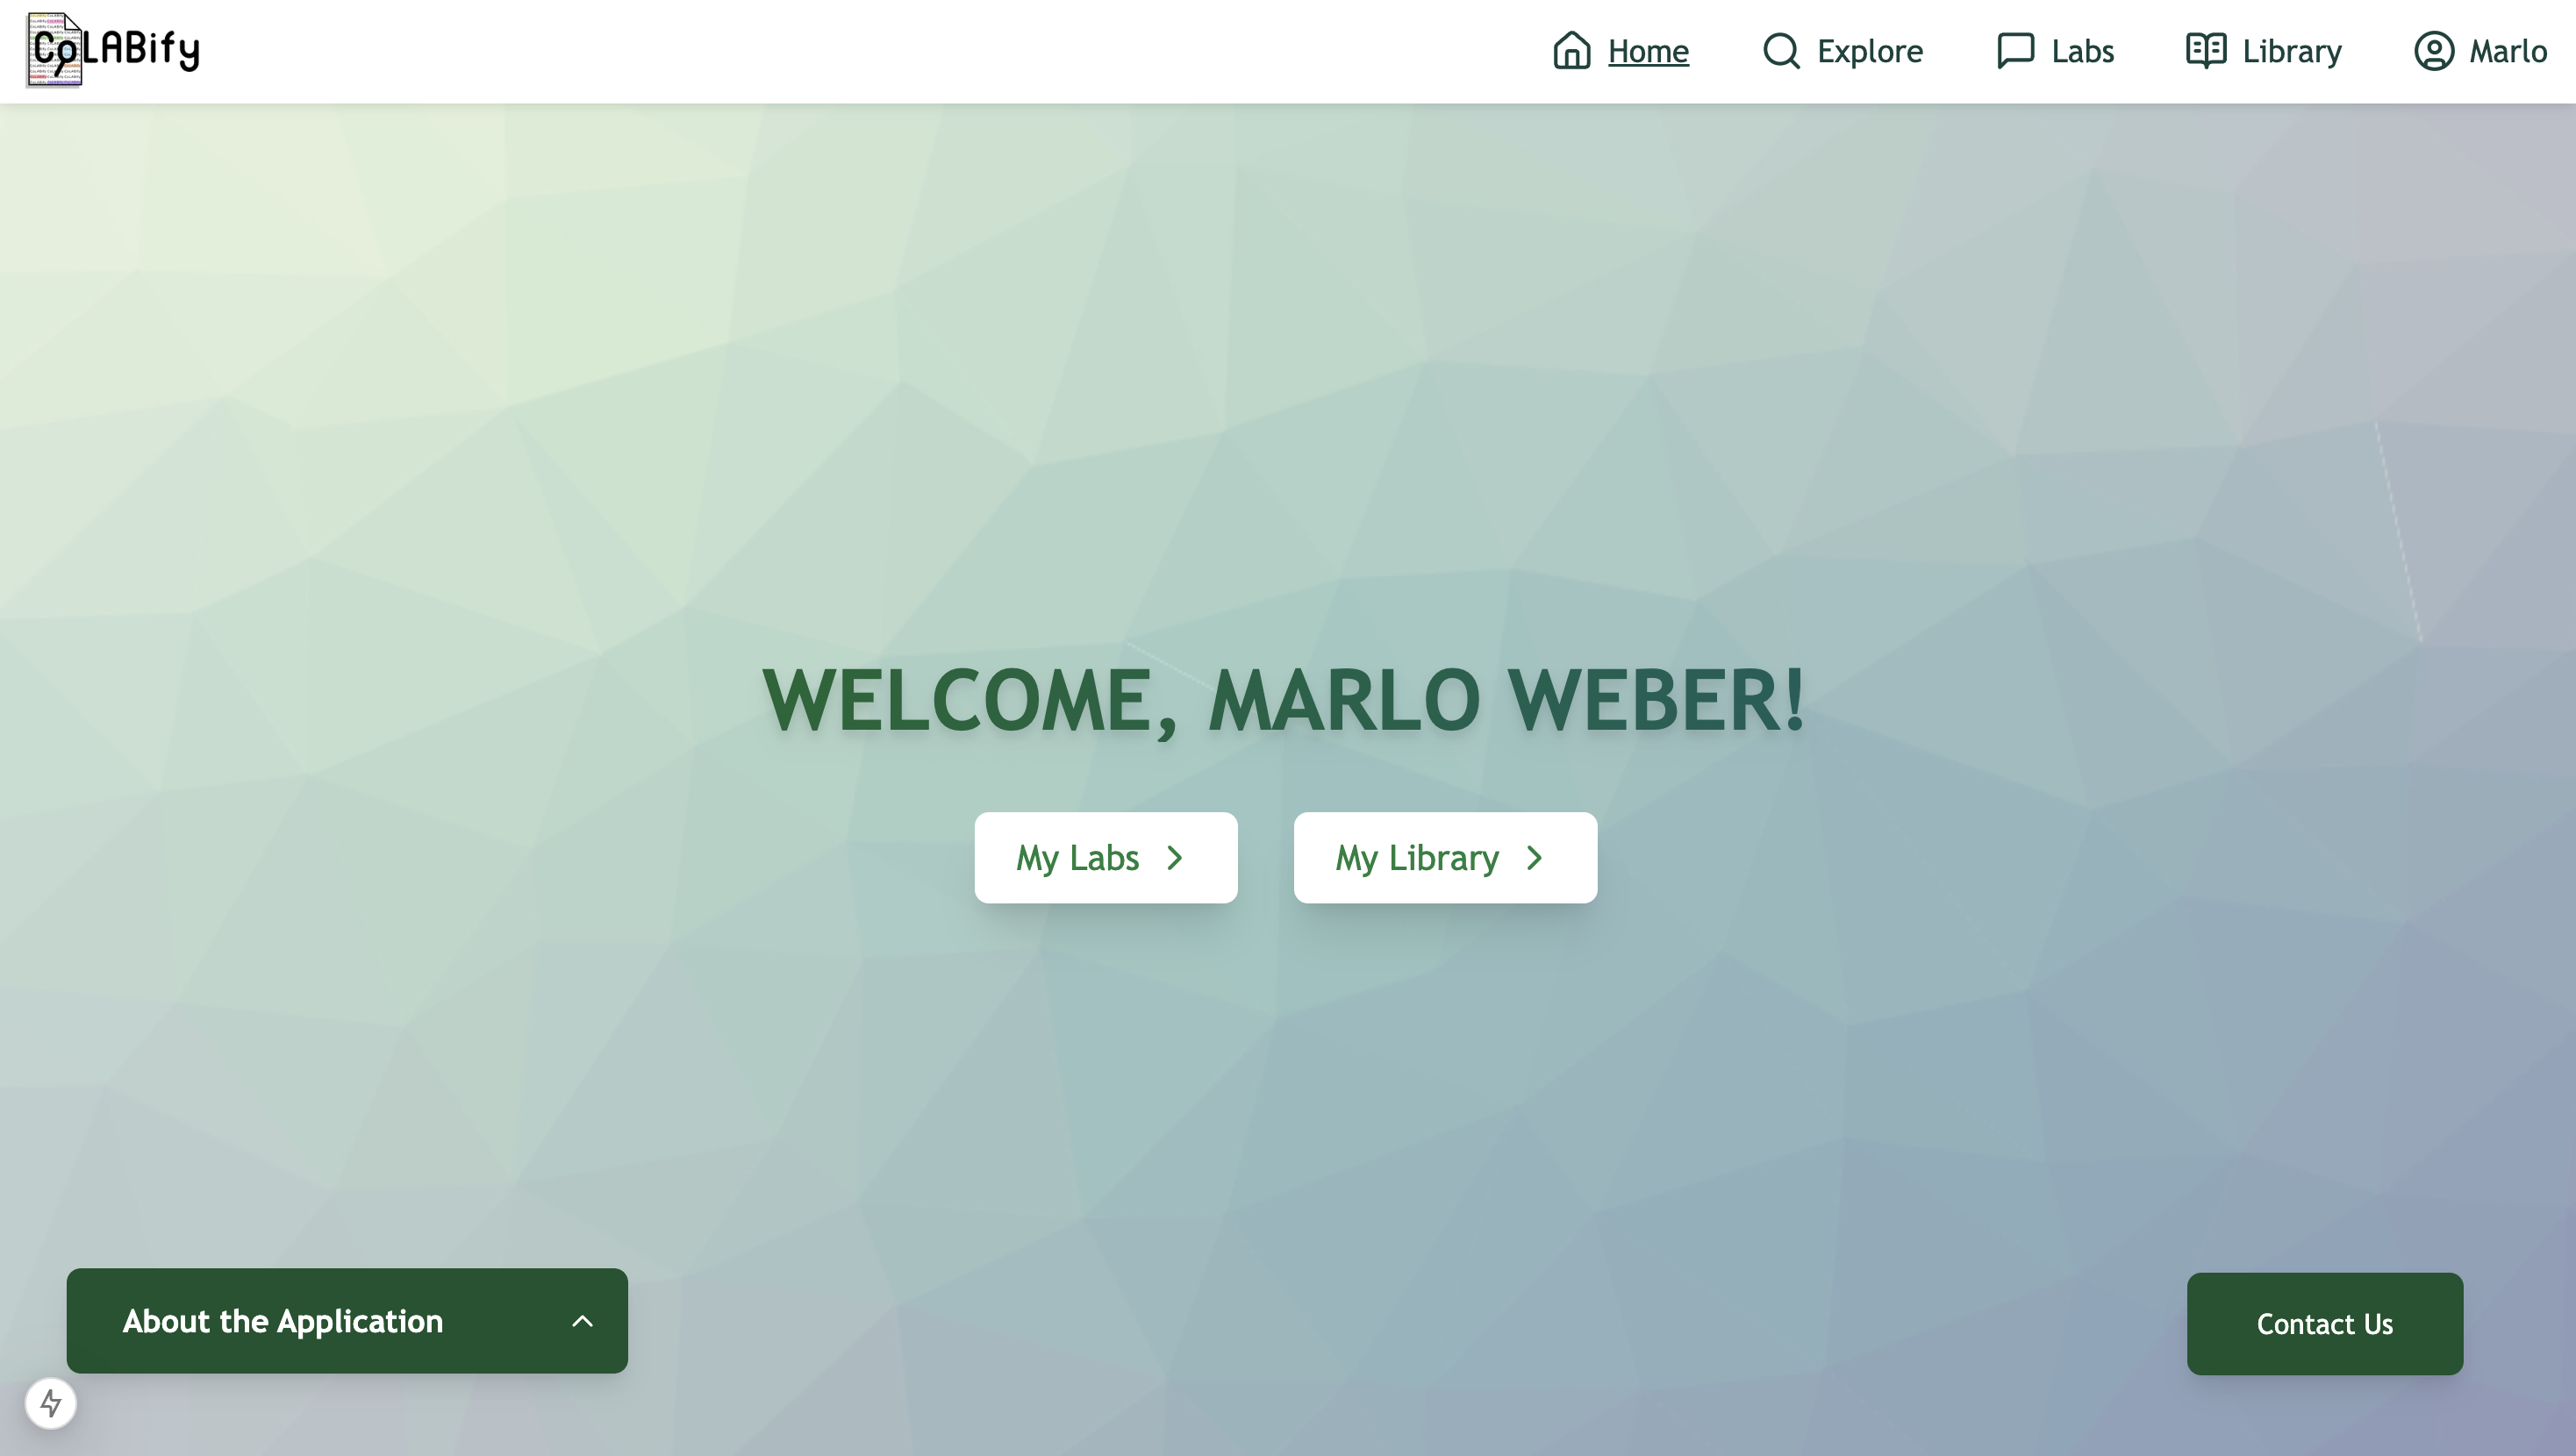 CoLABify
Home
Explore
Labs
Library
Marlo
WELCOME, MARLO WEBER!
My Labs
My Library
About the Application
Contact Us